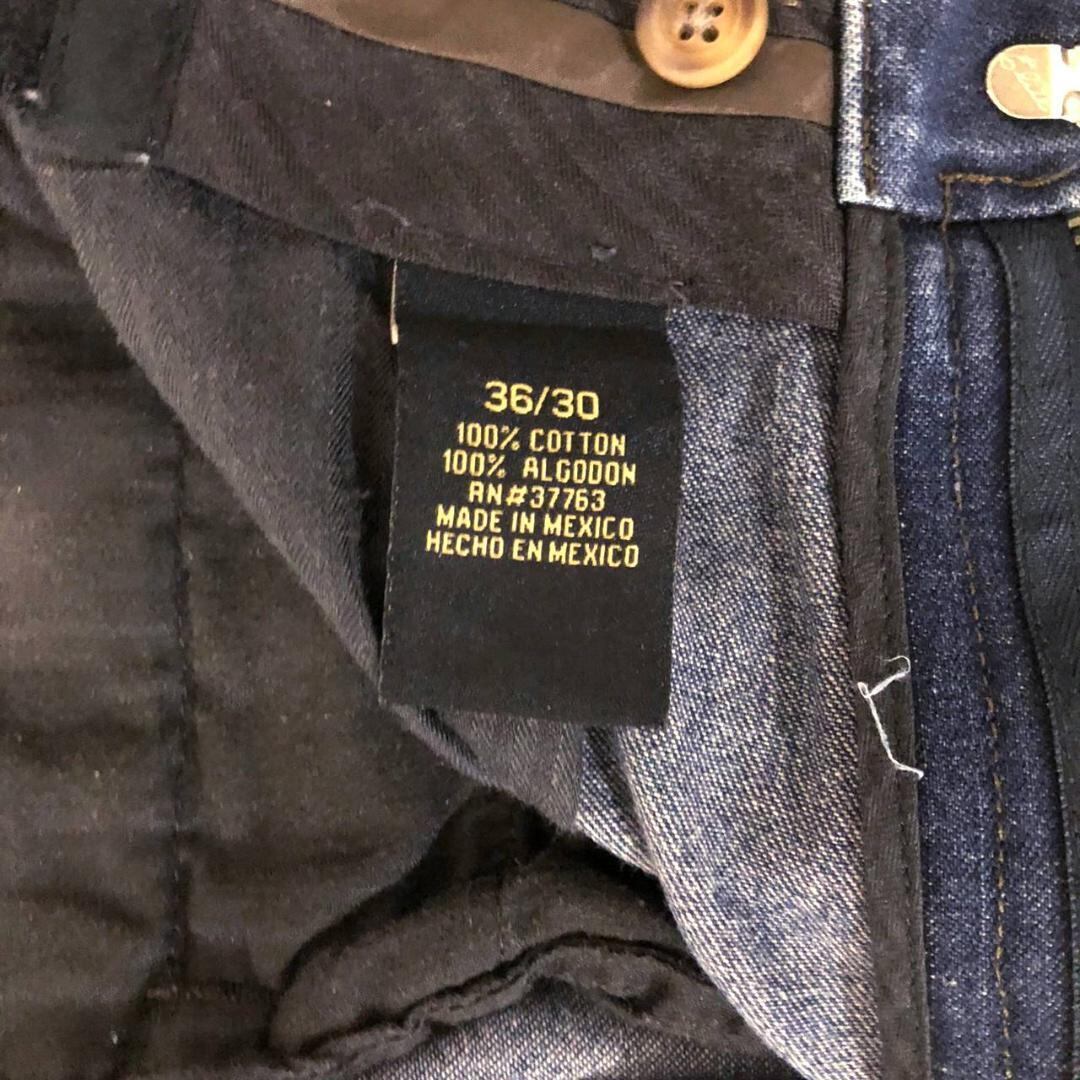 36/30
100% COTTON
100% ALGODON
RN#37763
MADE IN MEXICO
HECHO EN MEXICO